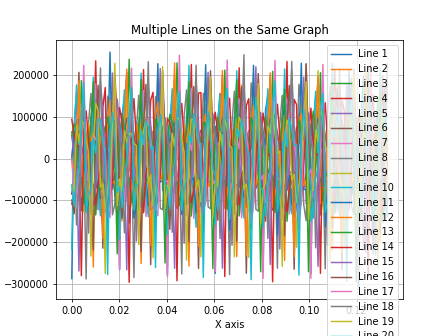 Multiple Lines on the Same Graph
200000
100000
0
−100000
−200000
−300000
0.00
0.02
0.04
0.06
0.08
0.10
X axis
Line 1
Line 2
Line 3
Line 4
Line 5
Line 6
Line 7
Line 8
Line 9
Line 10
Line 11
Line 12
Line 13
Line 14
Line 15
Line 16
Line 17
Line 18
Line 19
Line 20